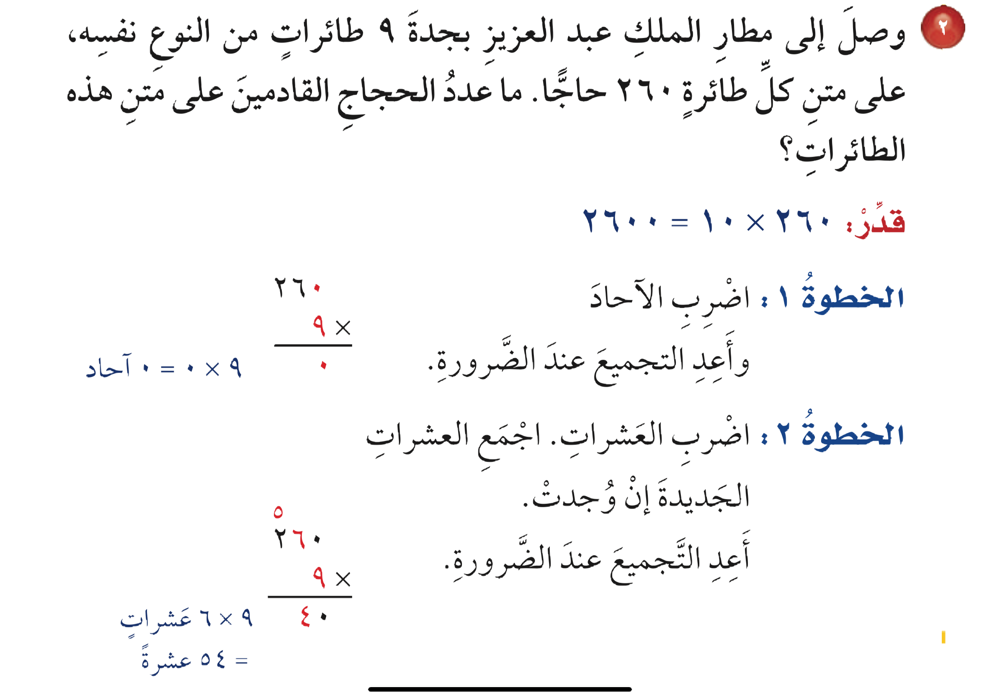 ٢ وصلَ إلى مطارِ الملكِ عبد العزيزِ بجدةَ ٩ طائراتٍ من النوعِ نفسِه،
على متنِ كلِّ طائرةٍ ٢٦٠ حاجًّا. ما عددُ الحجاجِ القادمينَ على مَتنِ هذه
الطائراتِ؟
قدِّرْ: ٢٦٠ × ١٠ = ٢٦٠٠
الخطوةُ ١ : اضْرِبِ الآحادَ
وأَعِدِ التجميعَ عندَ الضَّرورةِ.
٢٦٠
× ٩
٠
٩ × ٠ = ٠ آحاد
الخطوةُ ٢ : اضْربِ العَشراتِ. اجْمَعِ العشراتِ
الجَديدةَ إنْ وُجدتْ.
أَعِدِ التَّجميعَ عندَ الضَّرورةِ.
٥
٢٦٠
× ٩
٤٠
٩ × ٦ عَشراتٍ
= ٥٤ عشرةً